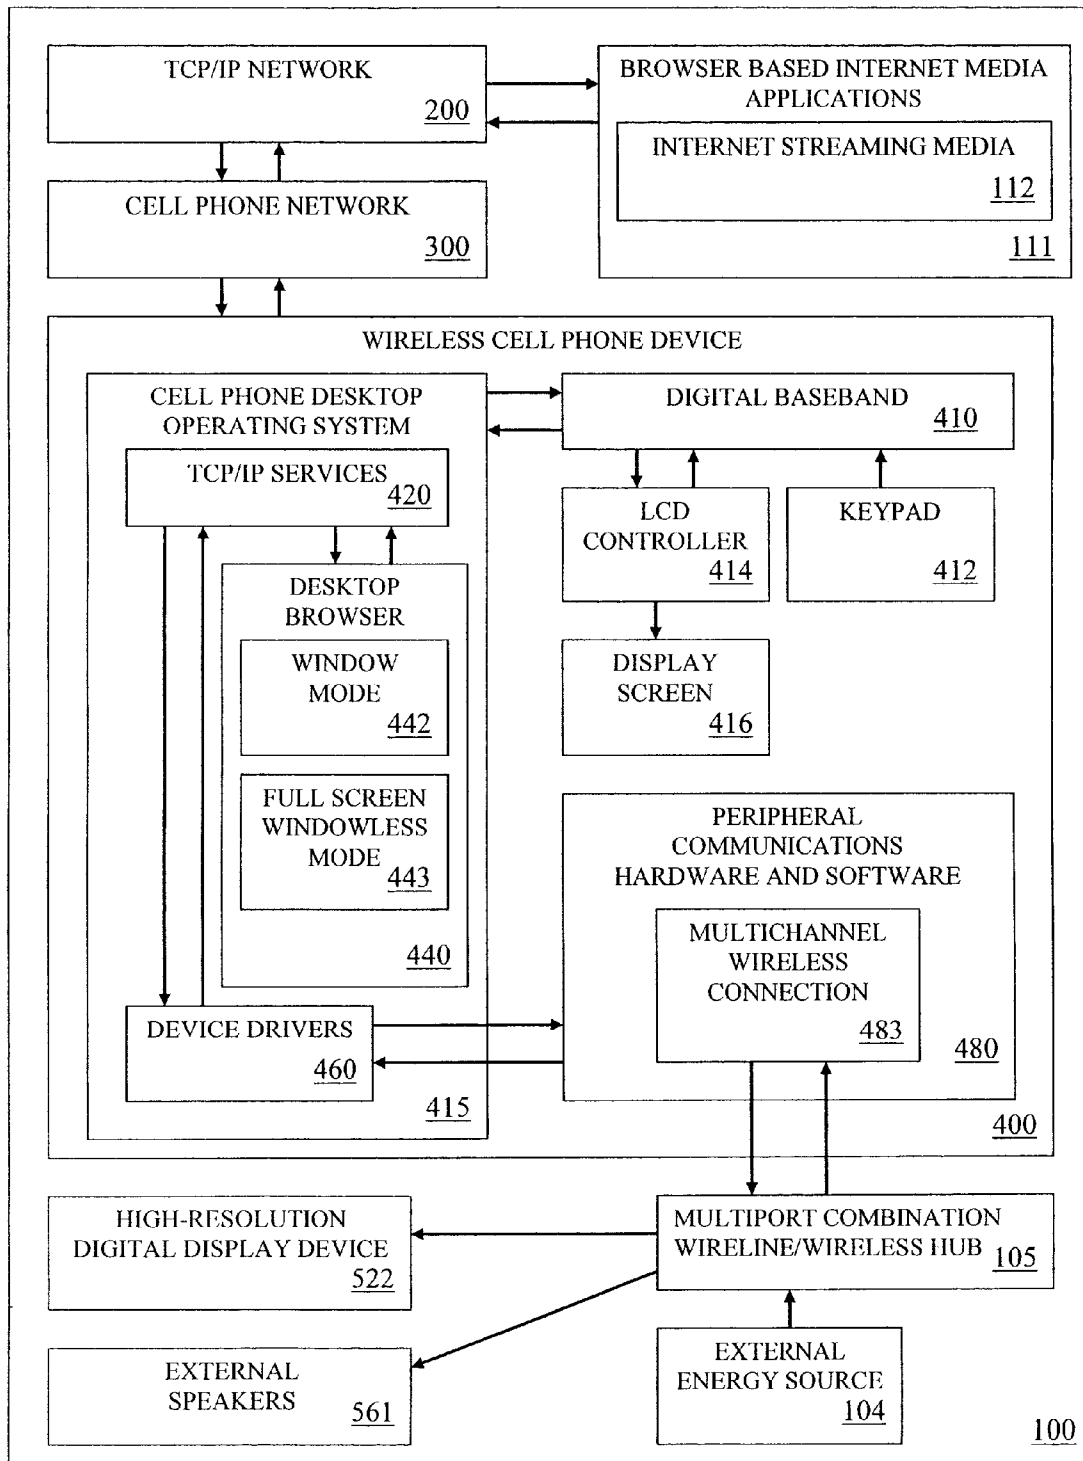 TCP/IP NETWORK
200
BROWSER BASED INTERNET MEDIA
APPLICATIONS
INTERNET STREAMING MEDIA
112
111
CELL PHONE NETWORK
300
WIRELESS CELL PHONE DEVICE
CELL PHONE DESKTOP
OPERATING SYSTEM
TCP/IP SERVICES
420
DESKTOP
BROWSER
WINDOW
MODE
442
FULL SCREEN
WINDOWLESS
MODE
443
440
DEVICE DRIVERS
460
415
DIGITAL BASEBAND
410
LCD
CONTROLLER
414
KEYPAD
412
DISPLAY
SCREEN
416
PERIPHERAL
COMMUNICATIONS
HARDWARE AND SOFTWARE
MULTICHANNEL
WIRELESS
CONNECTION
483
480
400
HIGH-RESOLUTION
DIGITAL DISPLAY DEVICE
522
MULTIPORT COMBINATION
WIRELINE/WIRELESS HUB
105
EXTERNAL
SPEAKERS
561
EXTERNAL
ENERGY SOURCE
104
100